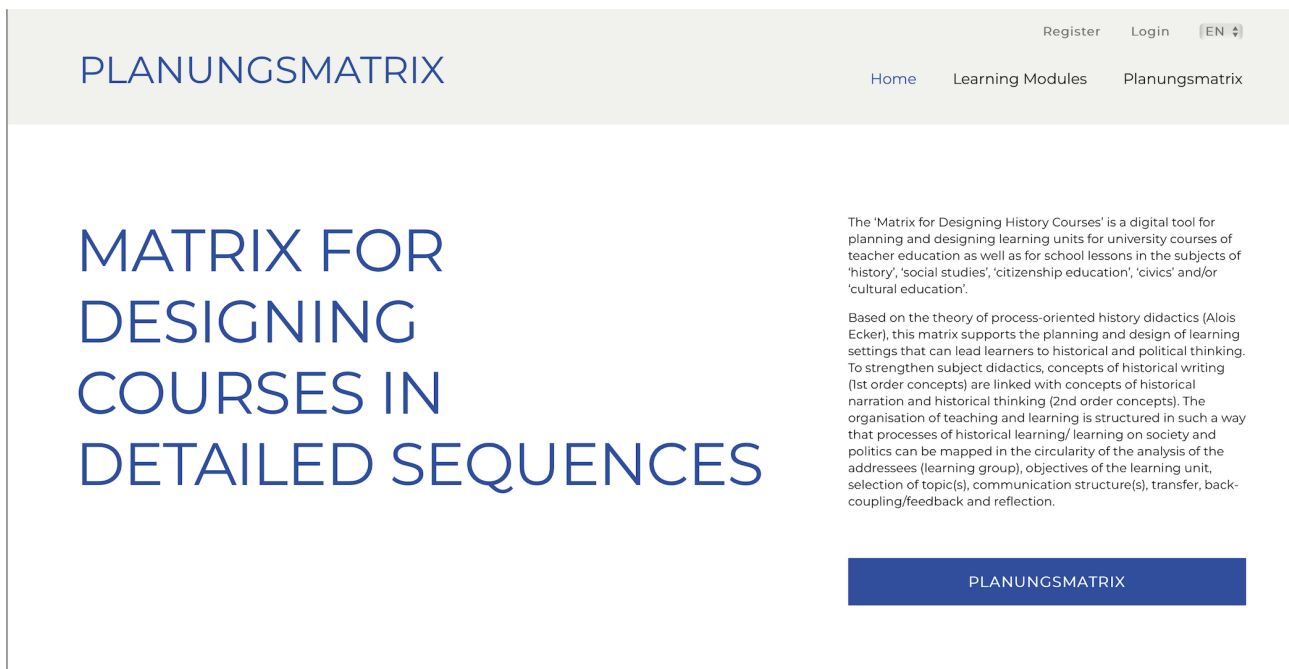 Register Login EN
PLANUNGSMATRIX
Home Learning Modules Planungsmatrix
MATRIX FOR
DESIGNING
COURSES IN
DETAILED SEQUENCES
The ‘Matrix for Designing History Courses’ is a digital tool for
planning and designing learning units for university courses of
teacher education as well as for school lessons in the subjects of
‘history’, ‘social studies’, ‘citizenship education’, ‘civics’ and/or
‘cultural education’.
Based on the theory of process-oriented history didactics (Alois
Ecker), this matrix supports the planning and design of learning
settings that can lead learners to historical and political thinking.
To strengthen subject didactics, concepts of historical writing
(1st order concepts) are linked with concepts of historical
narration and historical thinking (2nd order concepts). The
organisation of teaching and learning is structured in such a way
that processes of historical learning/ learning on society and
politics can be mapped in the circularity of the analysis of the
addressees (learning group), objectives of the learning unit,
selection of topic(s), communication structure(s), transfer, back-
coupling/feedback and reflection.
PLANUNGSMATRIX